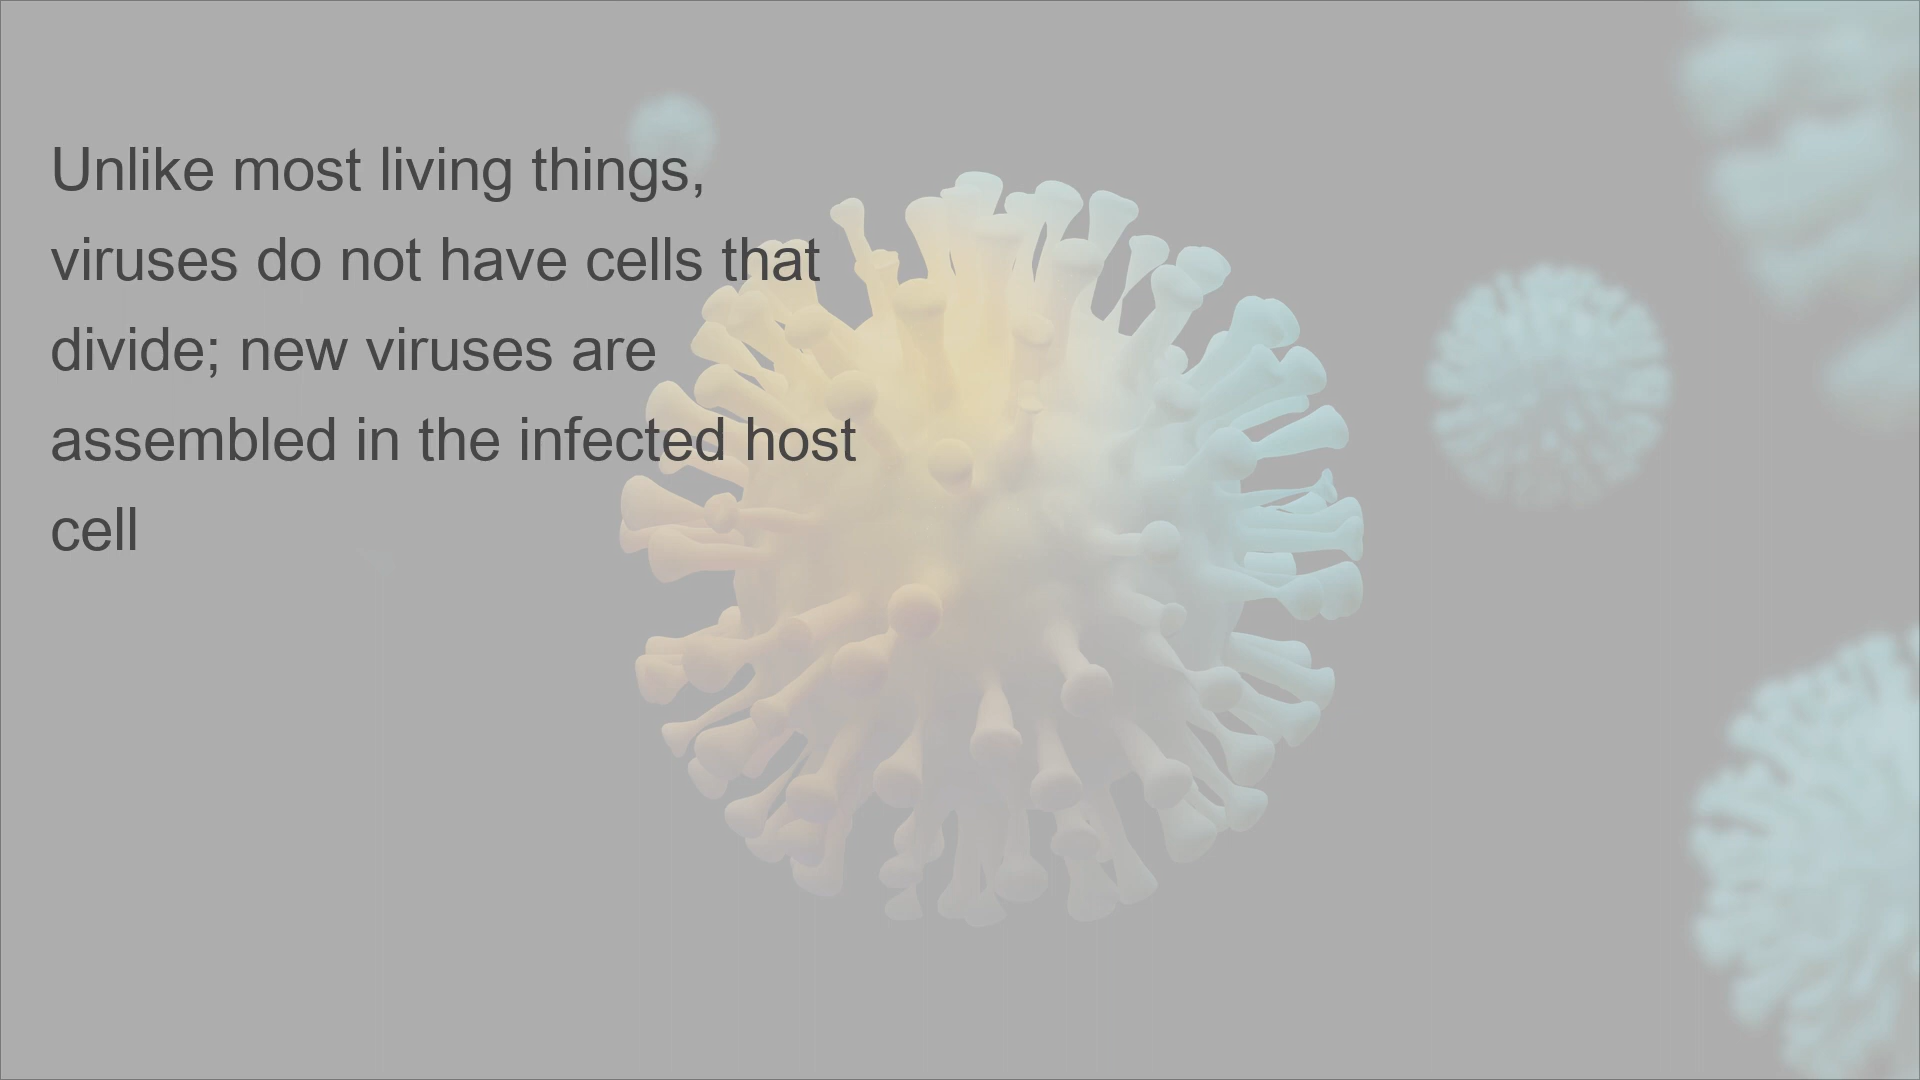 Unlike most living things,
viruses do not have cells that
divide; new viruses are
assembled in the infected host
cell